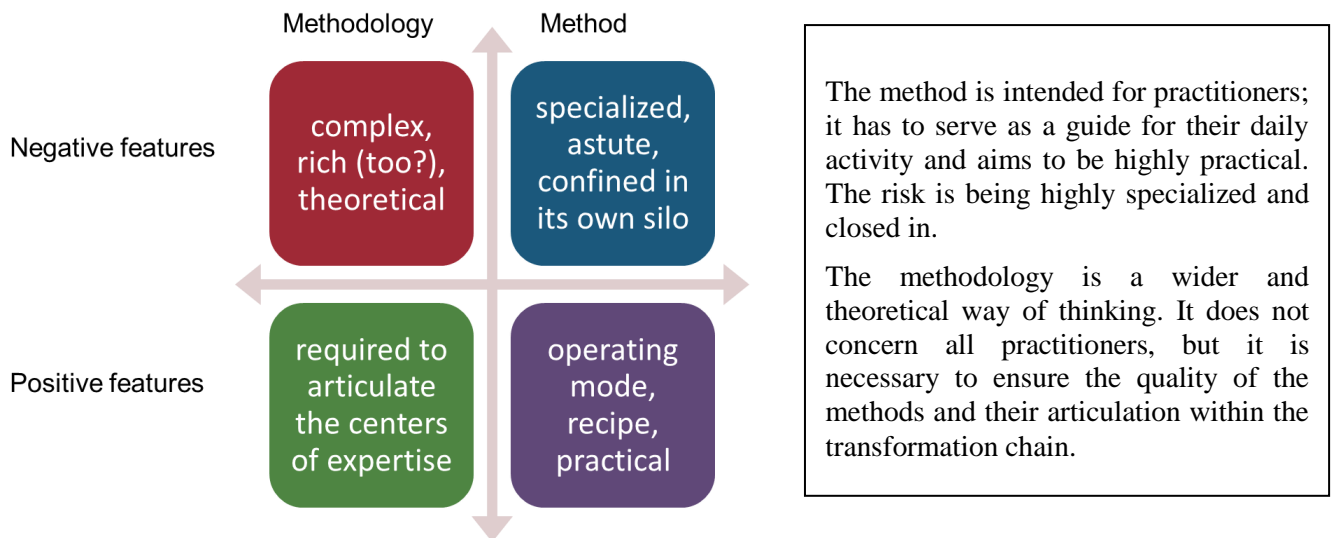 Methodology
Method
Negative features
complex,
rich (too?),
theoretical
specialized,
astute,
confined in
its own silo
Positive features
required to
articulate
the centers
of expertise
operating
mode,
recipe,
practical
The method is intended for practitioners;
it has to serve as a guide for their daily
activity and aims to be highly practical.
The risk is being highly specialized and
closed in.
The methodology is a wider and
theoretical way of thinking. It does not
concern all practitioners, but it is
necessary to ensure the quality of the
methods and their articulation within the
transformation chain.